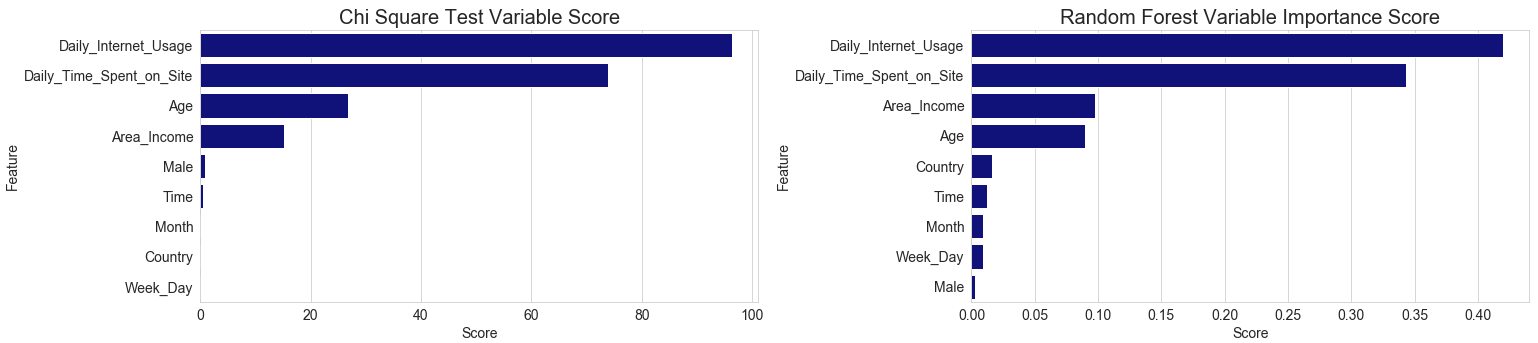 Chi Square Test Variable Score
Feature
Daily_Internet_Usage
Daily_Time_Spent_on_Site
Age
Area_Income
Male
Time
Month
Country
Week_Day
0 20 40 60 80 100
Score
Random Forest Variable Importance Score
Feature
Daily_Internet_Usage
Daily_Time_Spent_on_Site
Area_Income
Age
Country
Time
Month
Week_Day
Male
0.00 0.05 0.10 0.15 0.20 0.25 0.30 0.35 0.40
Score